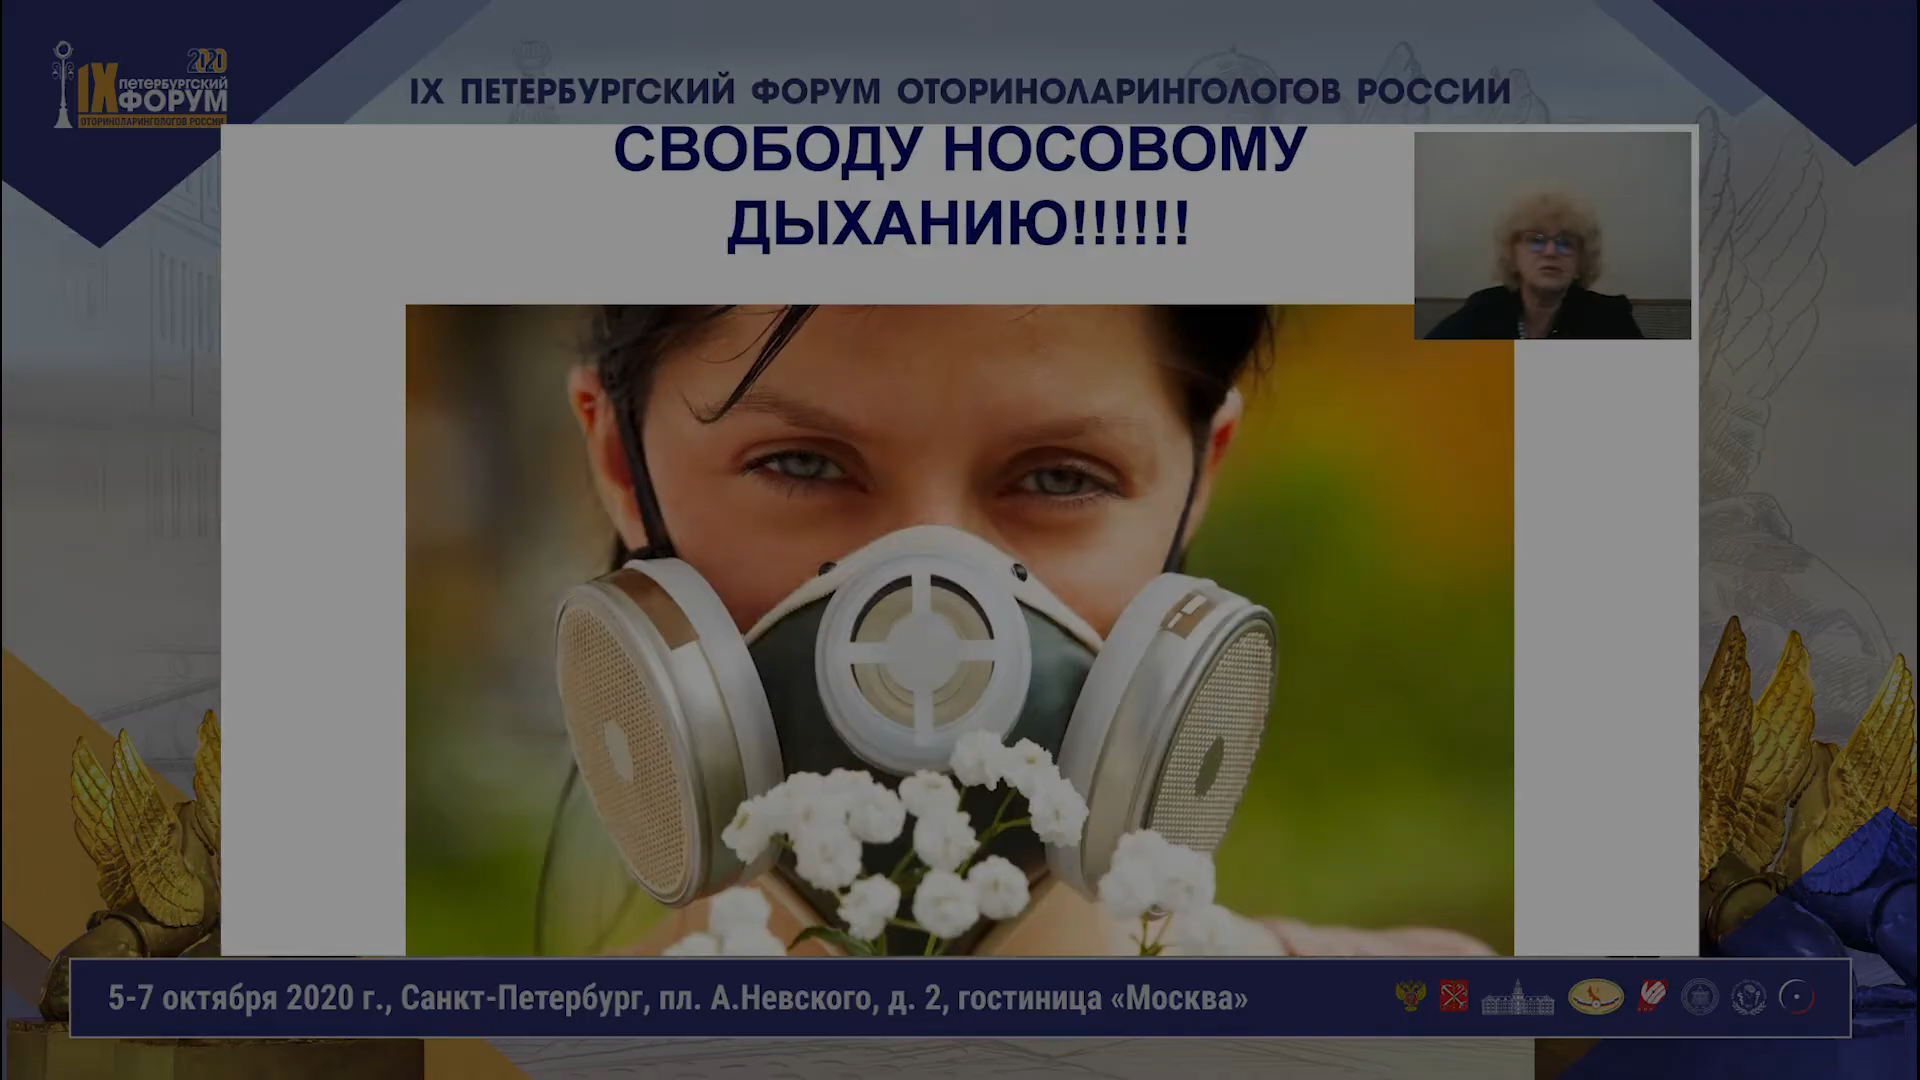 2020
IX ПЕТЕРБУРГСКИЙ
ФОРУМ
ОТОРИНОЛАРИНГОЛОГОВ РОССИИ
IX ПЕТЕРБУРГСКИЙ ФОРУМ ОТОРИНОЛАРИНГОЛОГОВ РОССИИ
СВОБОДУ НОСОВОМУ
ДЫХАНИЮ!!!!!!
5-7 октября 2020 г., Санкт-Петербург, пл. А.Невского, д. 2, гостиница «Москва»